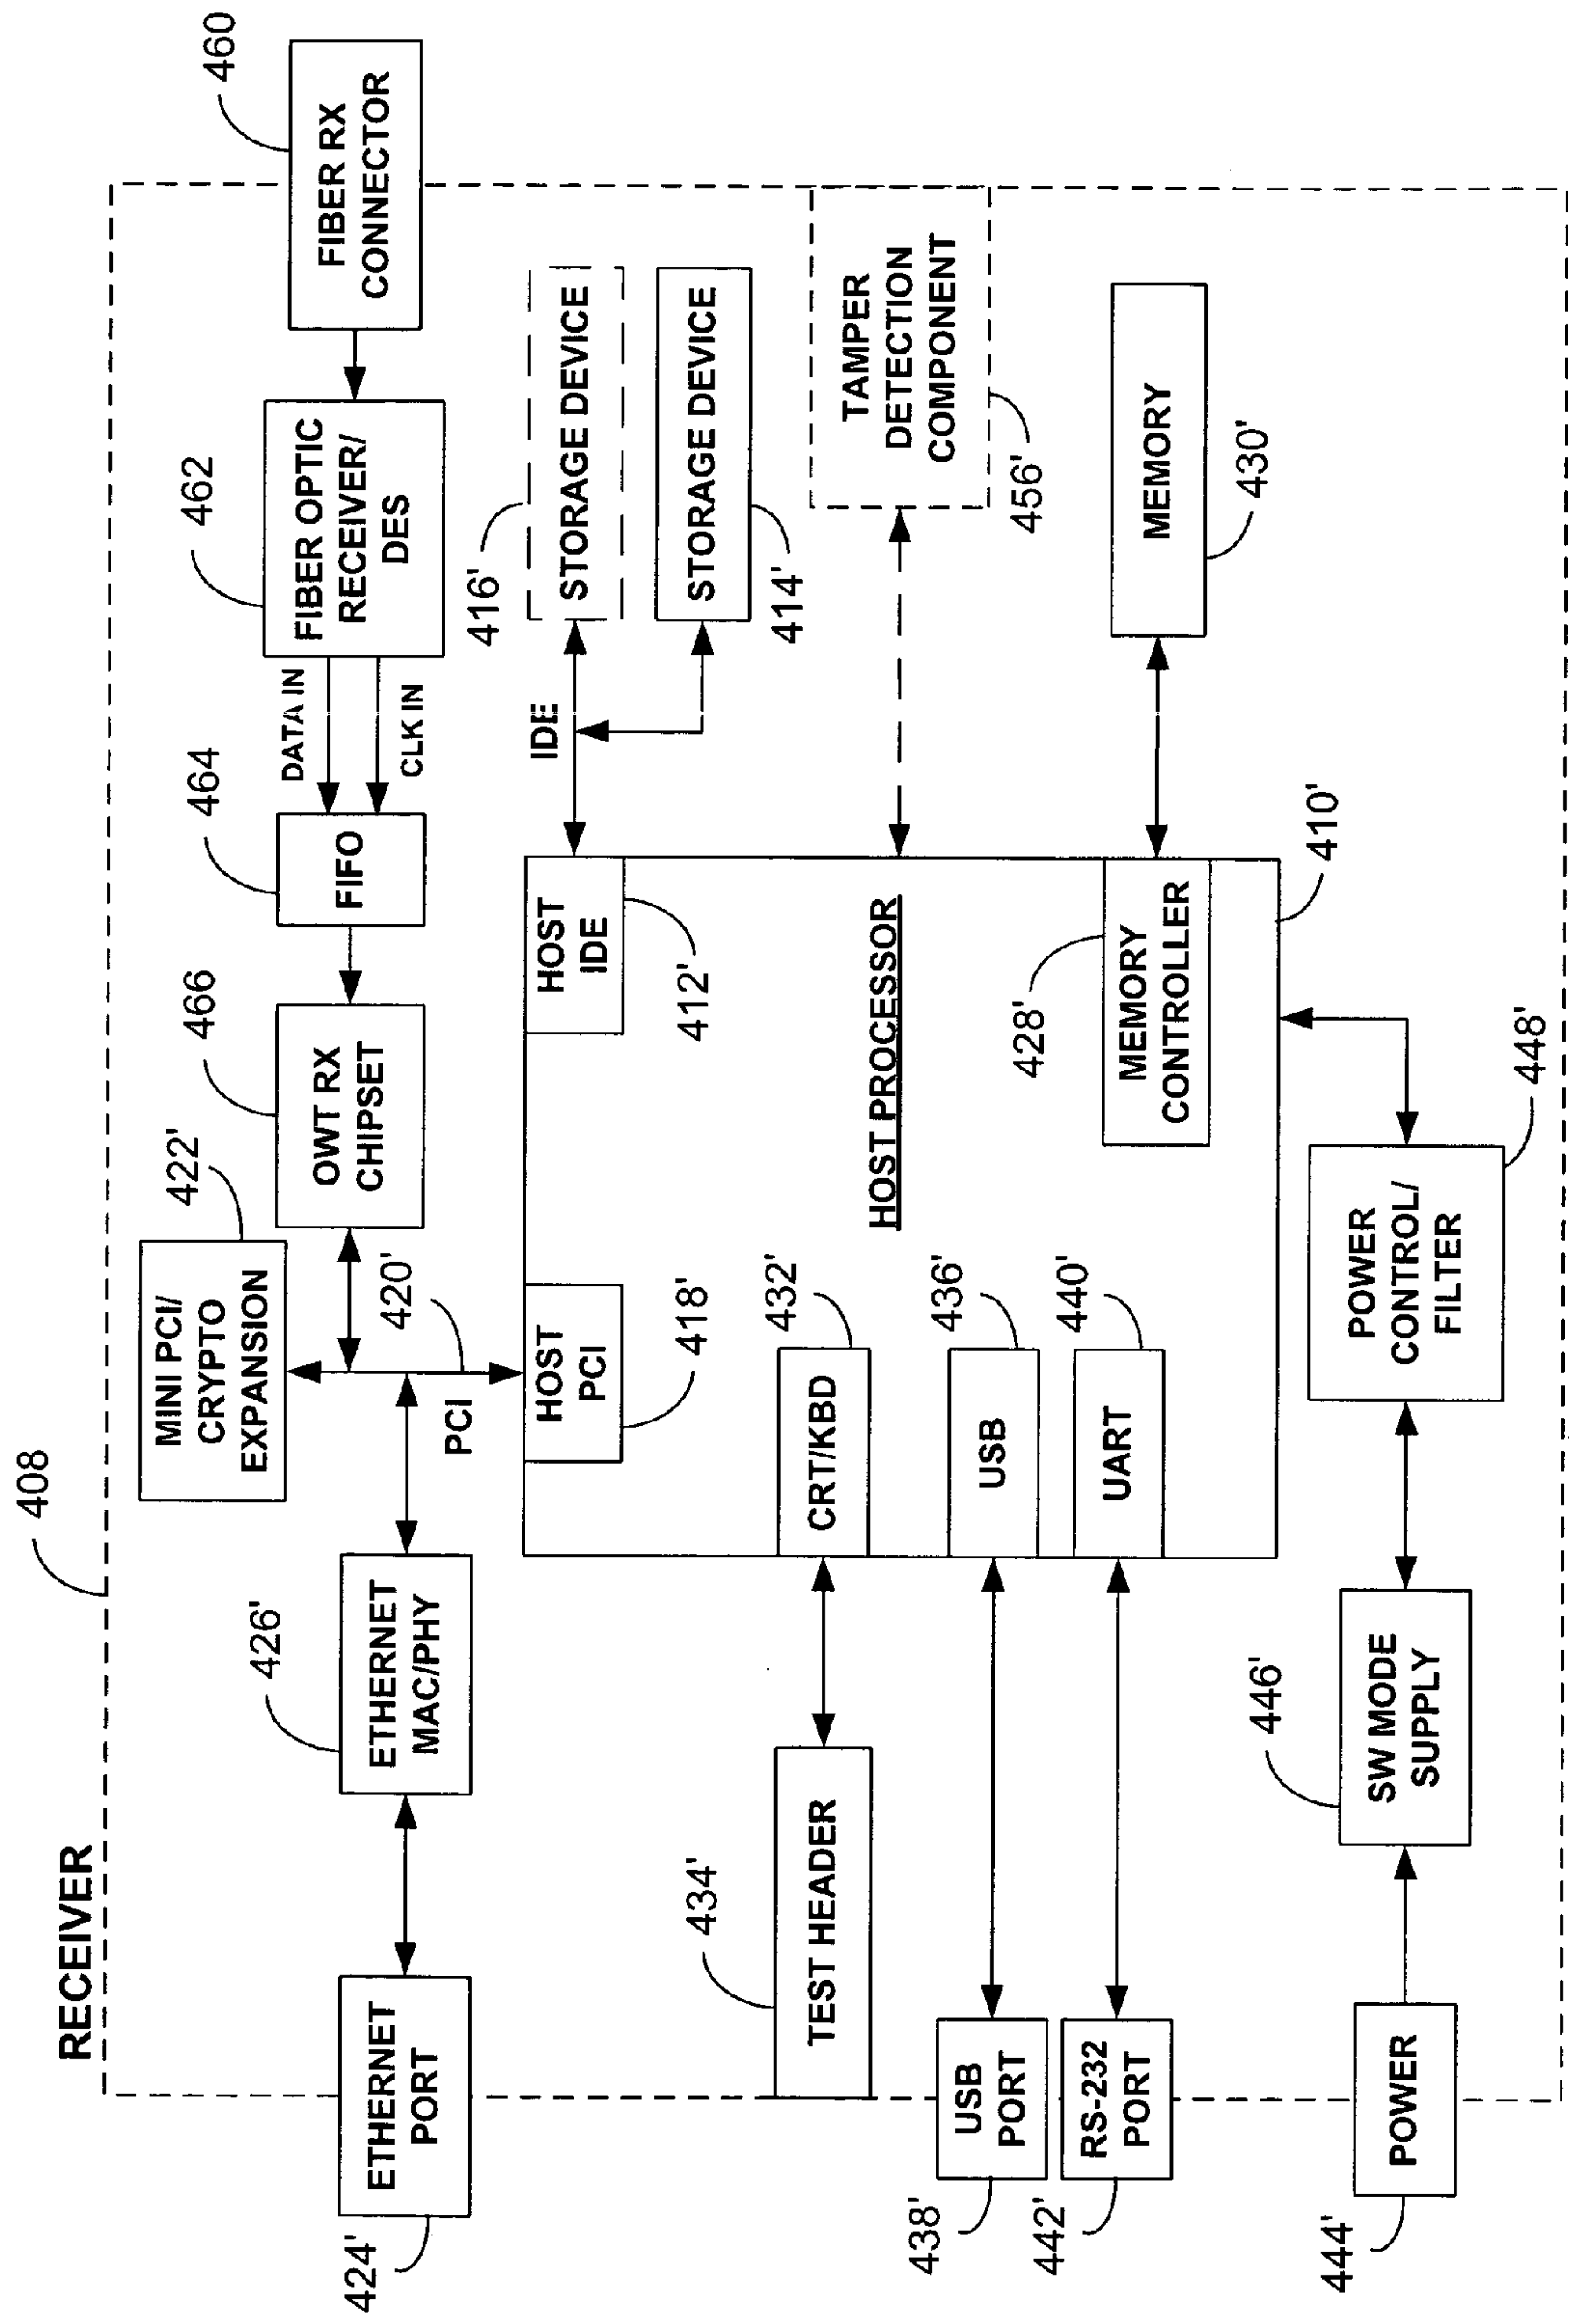 RECEIVER
408
ETHERNET
PORT
424'
ETHERNET
MAC/PHY
426'
MINI PCI/
CRYPTO
EXPANSION
422'
PCI
420'
OWT RX
CHIPSET
466
FIFO
464
DATA IN
CLK IN
FIBER OPTIC
RECEIVER/
DES
462
FIBER RX
CONNECTOR
460
HOST
PCI
418'
HOST
IDE
412'
IDE
STORAGE DEVICE
416'
STORAGE DEVICE
414'
TEST HEADER
434'
CRT/KBD
432'
HOST PROCESSOR
410'
TAMPER
DETECTION
COMPONENT
456'
USB
PORT
438'
USB
436'
RS-232
PORT
442'
UART
440'
MEMORY
CONTROLLER
428'
MEMORY
430'
POWER
444'
SW MODE
SUPPLY
446'
POWER
CONTROL/
FILTER
448'